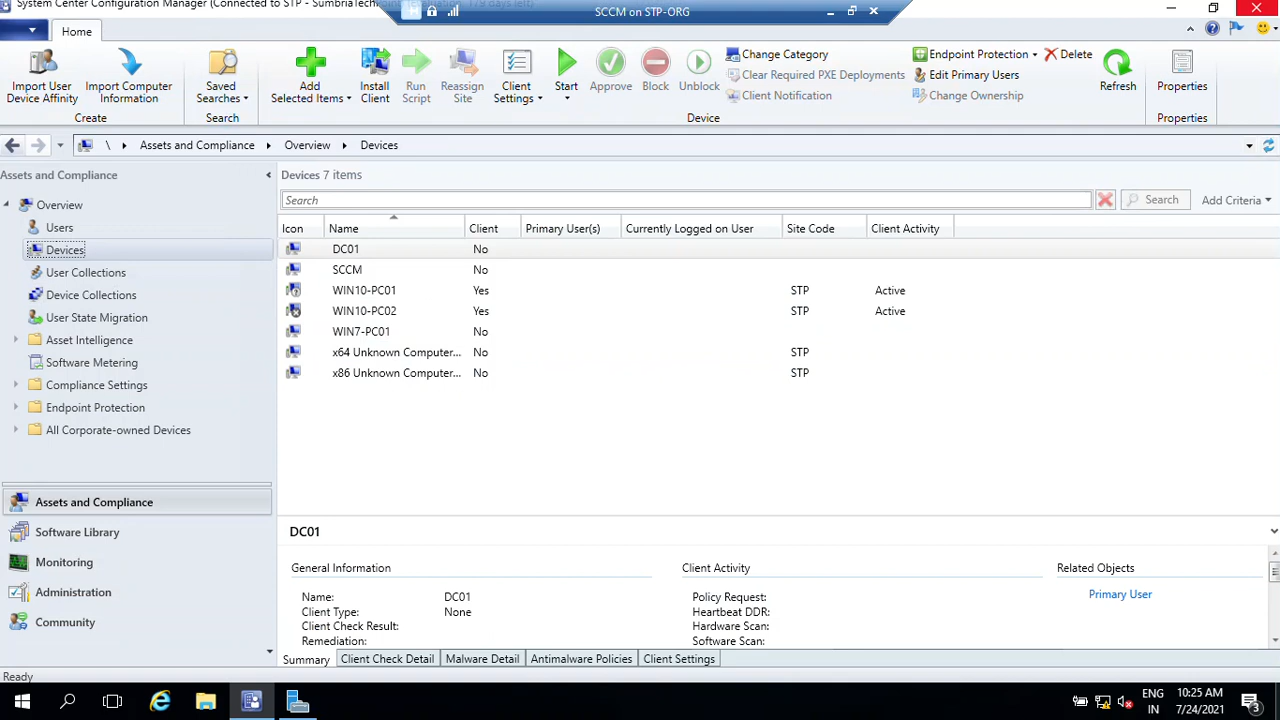 System Center Configuration Manager (Connected to STP - SumbriaTechn
SCCM on STP-ORG
Home
Import User
Device Affinity
Import Computer
Information
Saved
Searches
Add
Selected Items
Install
Client
Run
Script
Reassign
Site
Client
Settings
Start
Approve
Block
Unblock
Change Category
Clear Required PXE Deployments
Client Notification
Endpoint Protection
Edit Primary Users
Change Ownership
Delete
Refresh
Properties
Create
Search
Device
Properties
\ Assets and Compliance Overview Devices
Assets and Compliance
Overview
Users
Devices
User Collections
Device Collections
User State Migration
Asset Intelligence
Software Metering
Compliance Settings
Endpoint Protection
All Corporate-owned Devices
Assets and Compliance
Software Library
Monitoring
Administration
Community
Devices 7 items
Search
Search
Add Criteria
Icon Name Client Primary User(s) Currently Logged on User Site Code Client Activity
DC01 No
SCCM No
WIN10-PC01 Yes STP Active
WIN10-PC02 Yes STP Active
WIN7-PC01 No
x64 Unknown Computer... No STP
x86 Unknown Computer... No STP
DC01
General Information
Name: DC01
Client Type: None
Client Check Result:
Remediation:
Client Activity
Policy Request:
Heartbeat DDR:
Hardware Scan:
Software Scan:
Related Objects
Primary User
Summary Client Check Detail Malware Detail Antimalware Policies Client Settings
Ready
ENG
IN
10:25 AM
7/24/2021
3